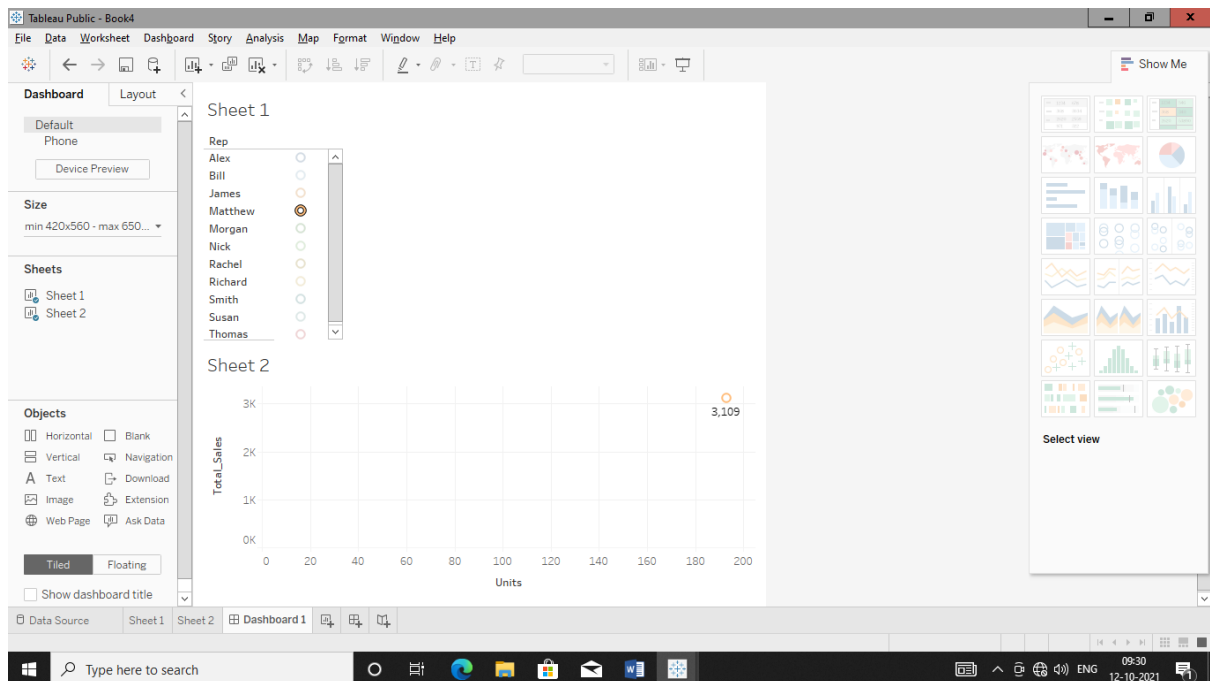 Tableau Public - Book4
File Data Worksheet Dashboard Story Analysis Map Format Window Help
Show Me
Dashboard Layout
Default
Phone
Device Preview
Size
min 420x560 - max 650...
Sheets
Sheet 1
Sheet 2
Objects
Horizontal Blank
Vertical Navigation
Text Download
Image Extension
Web Page Ask Data
Tiled Floating
Show dashboard title
Sheet 1
Rep
Alex
Bill
James
Matthew
Morgan
Nick
Rachel
Richard
Smith
Susan
Thomas
Sheet 2
Total_Sales
3K
2K
1K
0K
3,109
0 20 40 60 80 100 120 140 160 180 200
Units
Select view
Data Source Sheet 1 Sheet 2 Dashboard 1
Type here to search
ENG
09:30
12-10-2021
1